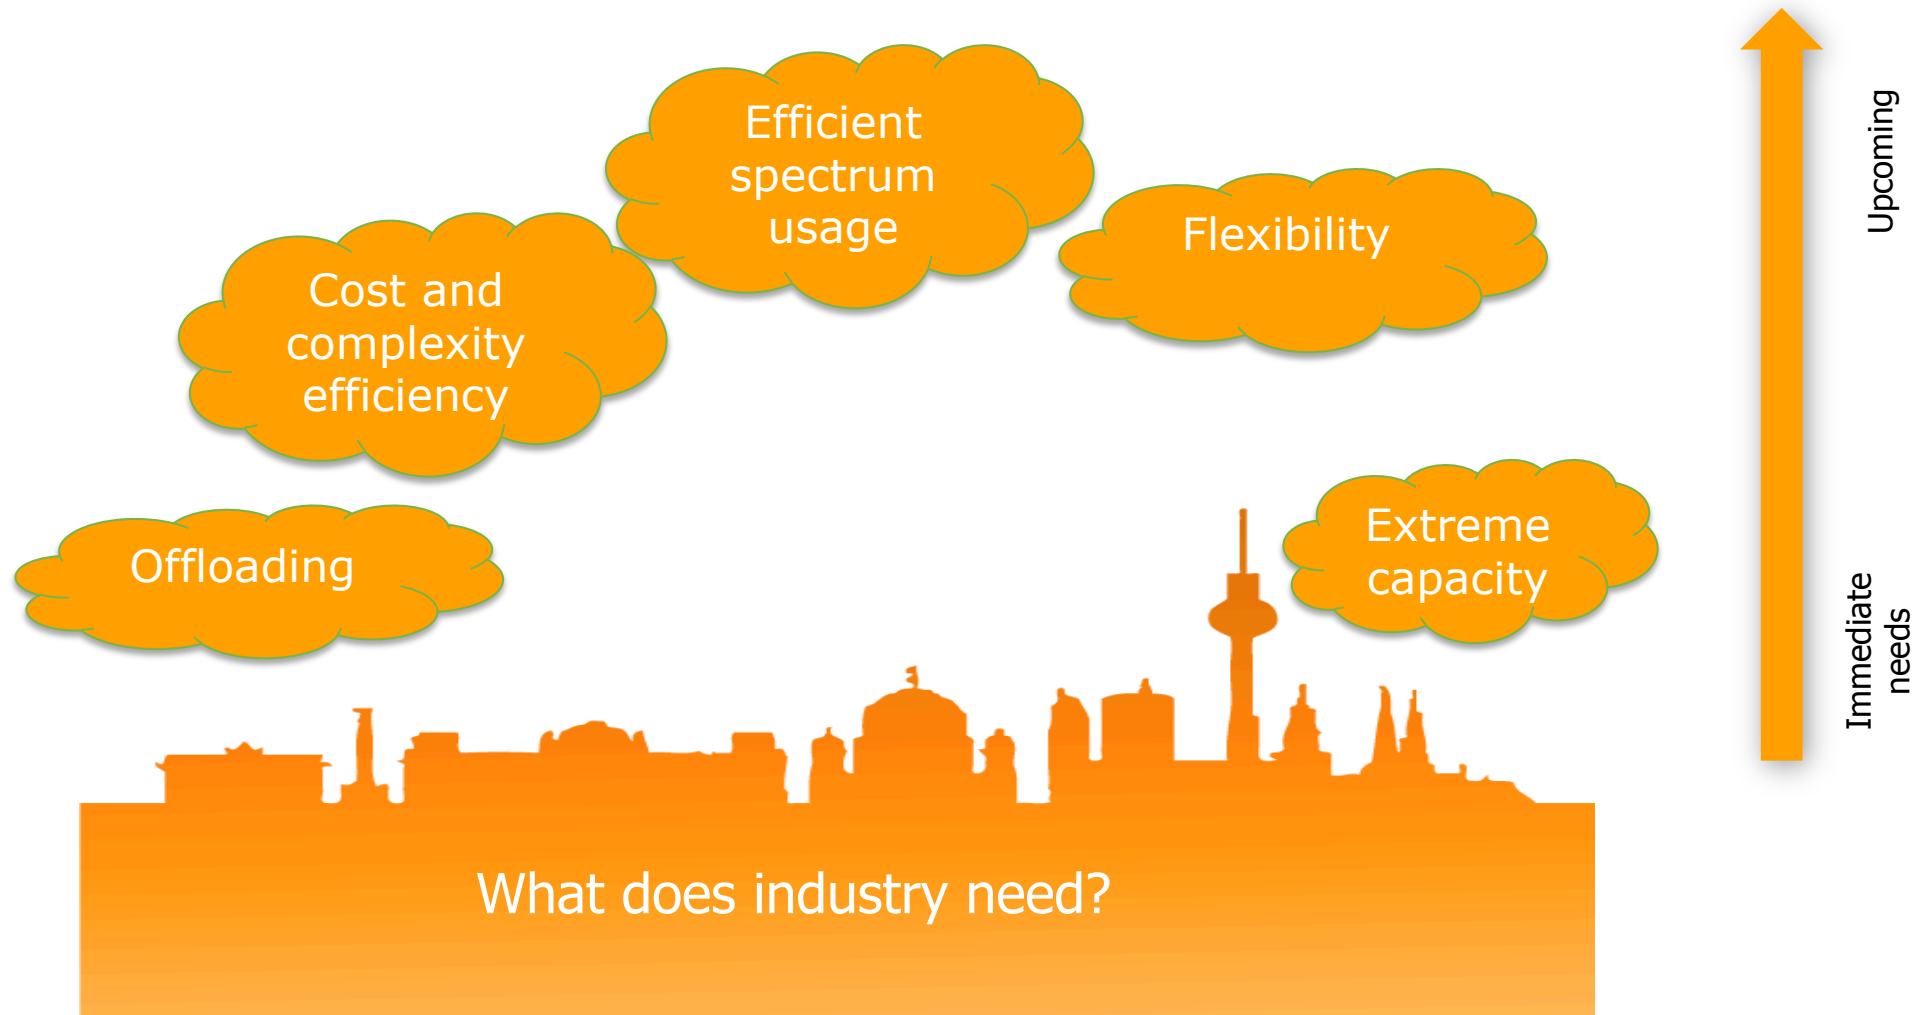 Efficient
spectrum
usage
Flexibility
Cost and
complexity
efficiency
Offloading
Extreme
capacity
Upcoming
Immediate
needs
What does industry need?